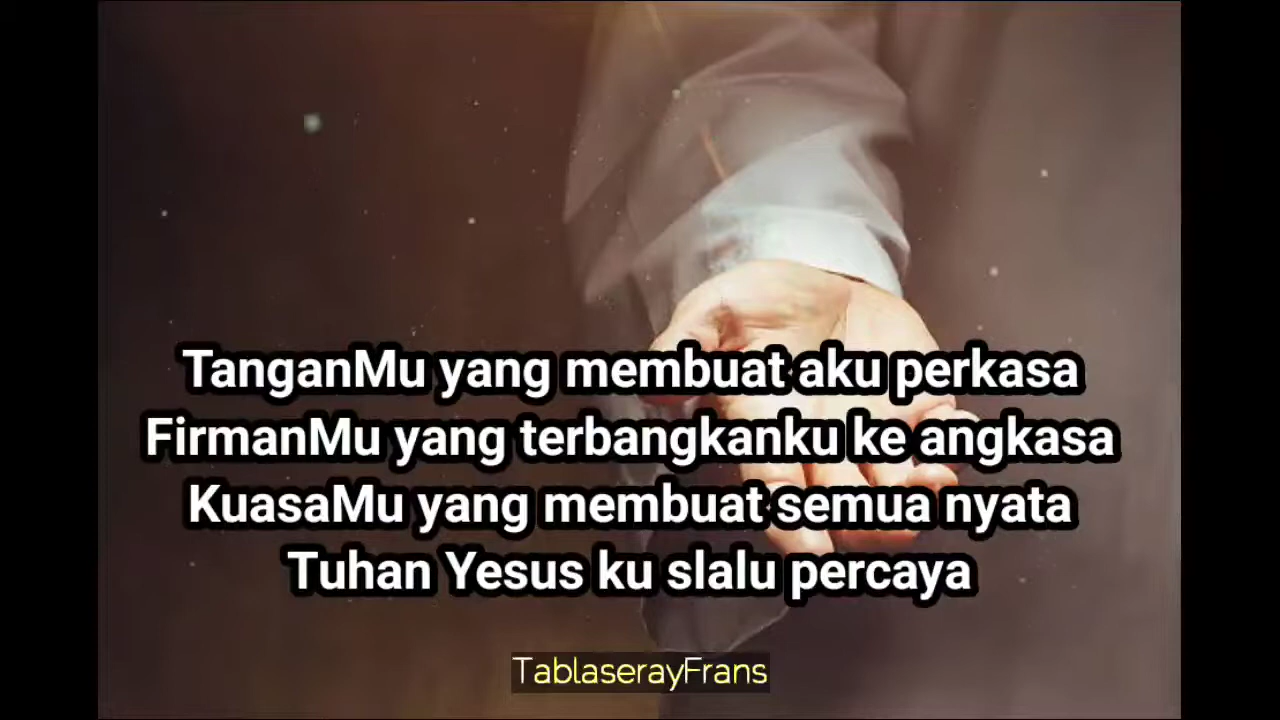 TanganMu yang membuat aku perkasa
FirmanMu yang terbangkanku ke angkasa
KuasaMu yang membuat semua nyata
Tuhan Yesus ku slalu percaya
TablaserayFrans